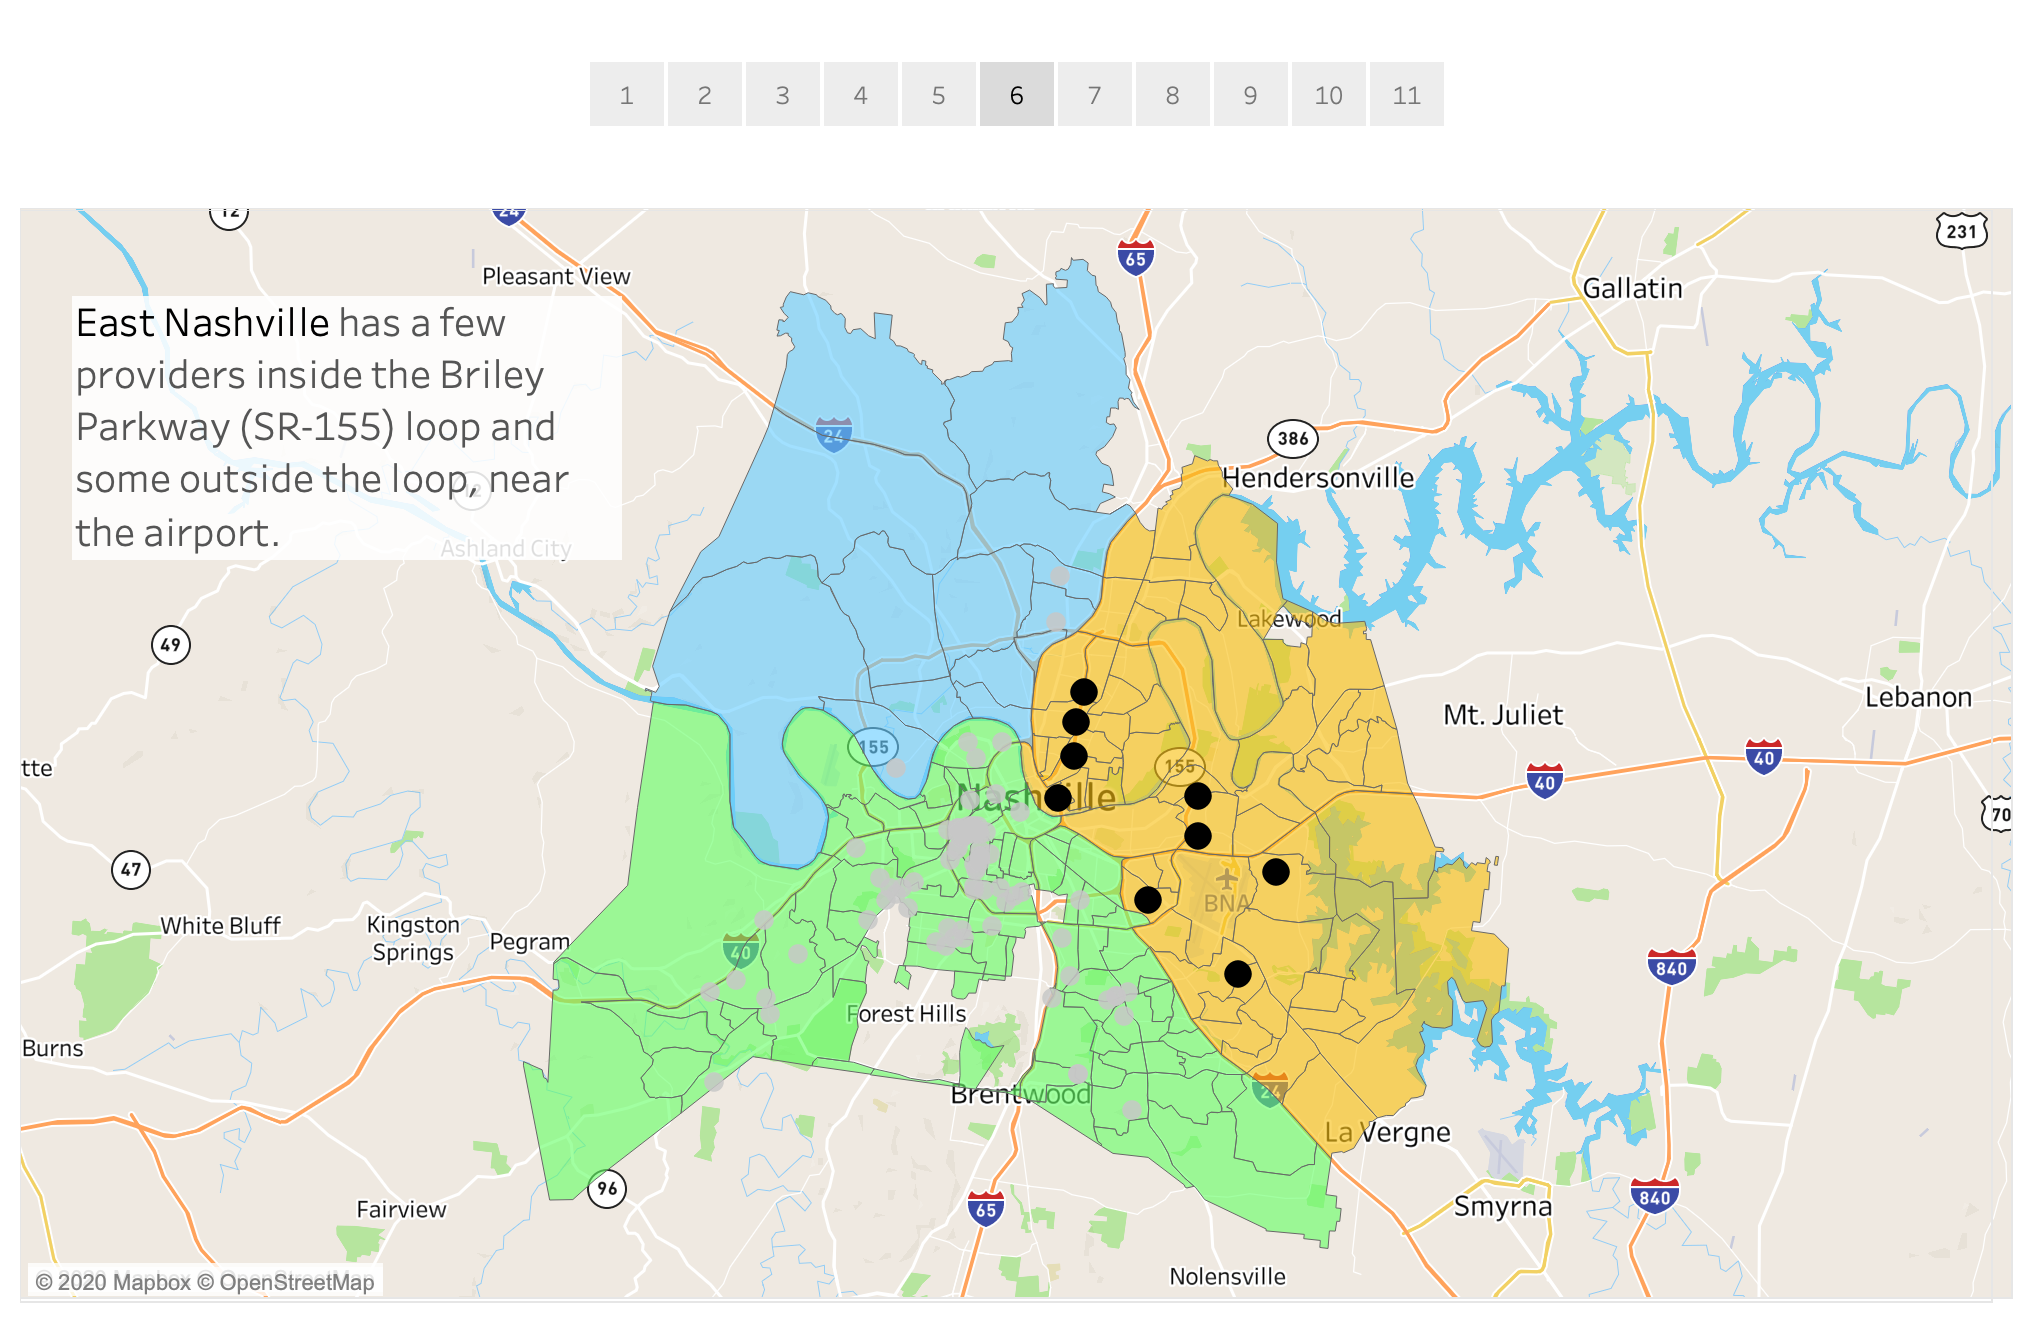 1 2 3 4 5 6 7 8 9 10 11
12
24
65
231
Pleasant View
Gallatin
East Nashville has a few
providers inside the Briley
Parkway (SR-155) loop and
some outside the loop, near
the airport.
24
386
Hendersonville
12
Ashland City
49
Lakewood
Lebanon
Mt. Juliet
155
155
40
40
tte
Nashville
70
47
BNA
White Bluff
Kingston
Springs
Pegram
40
840
Forest Hills
Burns
Brentwood
24
La Vergne
96
840
Fairview
65
Smyrna
Nolensville
© 2020 Mapbox © OpenStreetMap